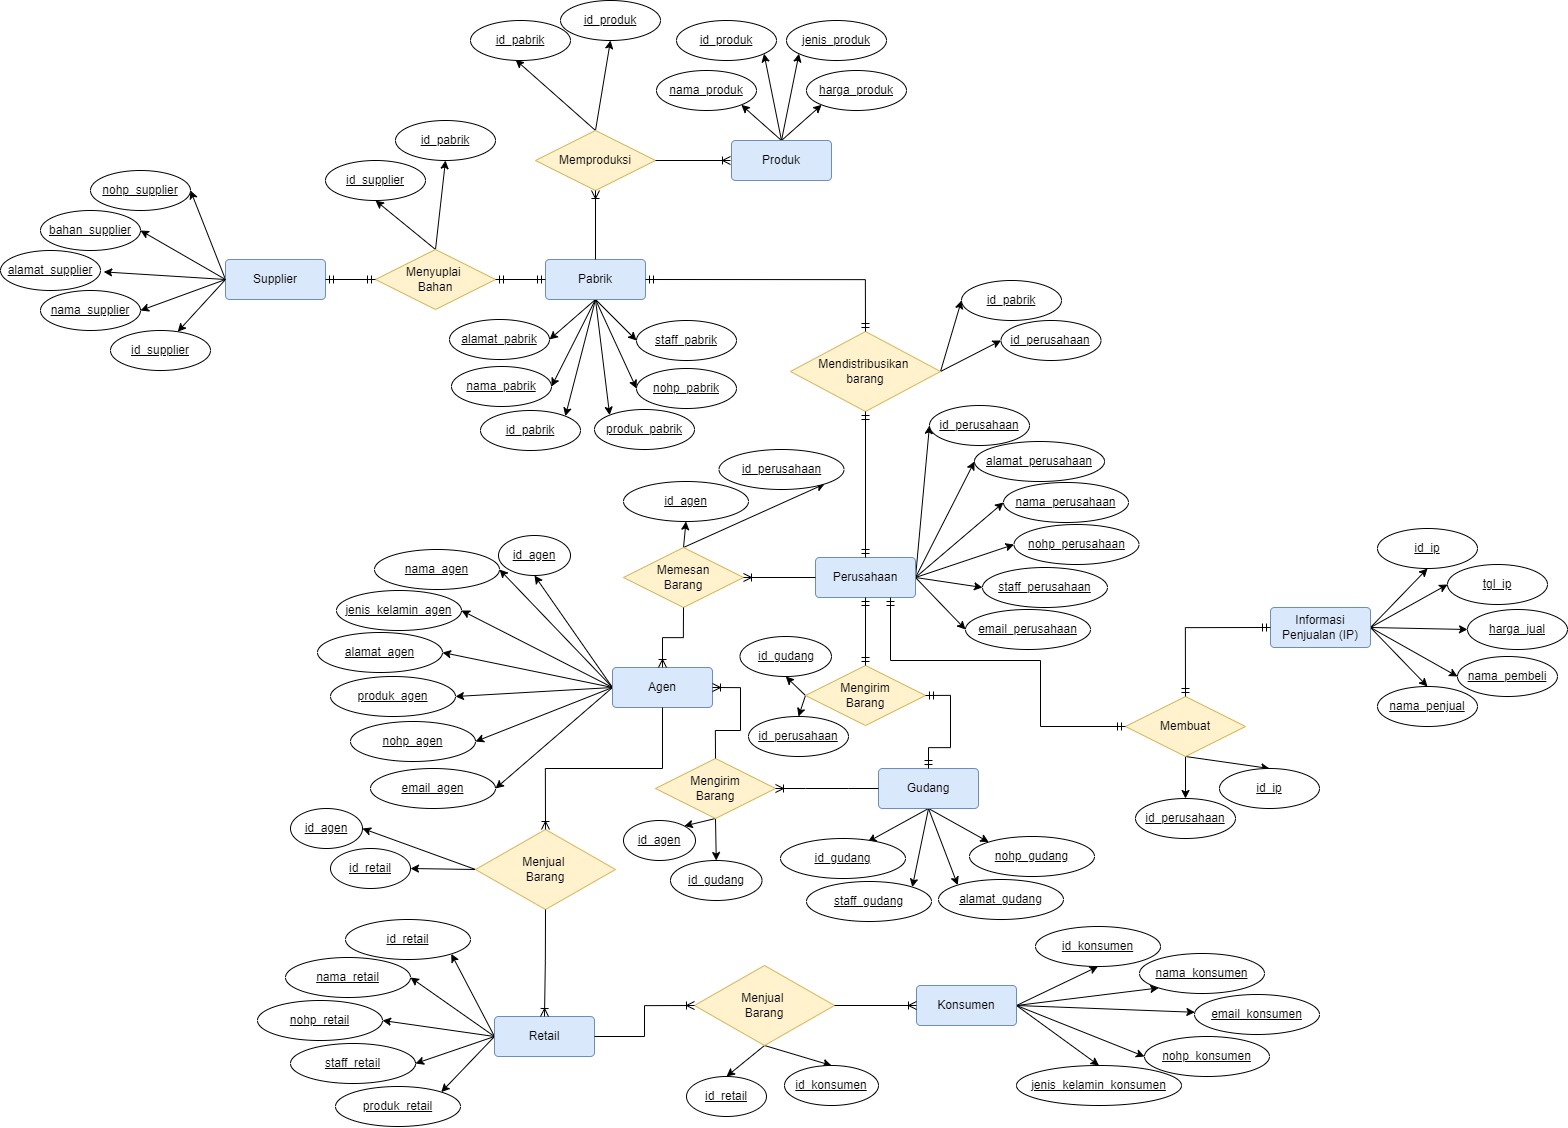 id_produk
id_pabrik
id_produk
jenis_produk
nama_produk
harga_produk
Memproduksi
Produk
id_pabrik
id_supplier
nohp_supplier
bahan_supplier
alamat_supplier
nama_supplier
id_supplier
Supplier
Menyuplai
Bahan
Pabrik
alamat_pabrik
staff_pabrik
nama_pabrik
nohp_pabrik
id_pabrik
produk_pabrik
id_pabrik
id_perusahaan
Mendistribusikan
barang
id_perusahaan
alamat_perusahaan
nama_perusahaan
nohp_perusahaan
staff_perusahaan
email_perusahaan
Perusahaan
id_perusahaan
id_agen
Memesan
Barang
id_agen
nama_agen
jenis_kelamin_agen
alamat_agen
produk_agen
nohp_agen
email_agen
Agen
id_gudang
id_perusahaan
Mengirim
Barang
id_ip
tgl_ip
harga_jual
nama_pembeli
nama_penjual
Informasi
Penjualan (IP)
Membuat
id_ip
id_perusahaan
Mengirim
Barang
id_agen
id_gudang
Gudang
id_gudang
nohp_gudang
staff_gudang
alamat_gudang
id_agen
id_retail
Menjual
Barang
id_retail
nama_retail
nohp_retail
staff_retail
produk_retail
Retail
Menjual
Barang
id_retail
id_konsumen
Konsumen
id_konsumen
nama_konsumen
email_konsumen
nohp_konsumen
jenis_kelamin_konsumen